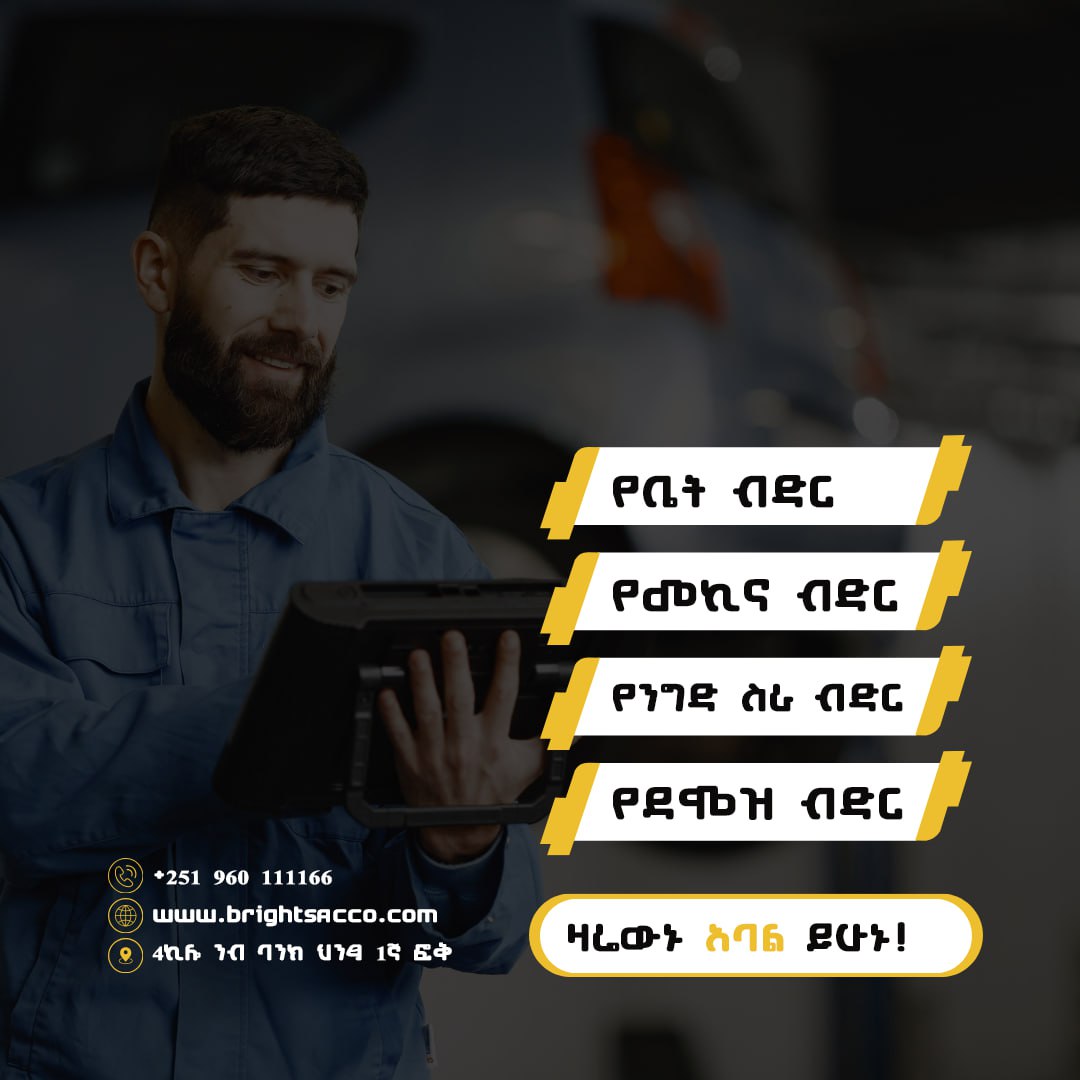 የቤት ብድር
የመኪና ብድር
የንግድ ስራ ብድር
የደሞዝ ብድር
+251 960 111166
www.brightsacco.com
4ኪሎ ንብ ባንክ ህንፃ 1ኛ ፎቅ
ዛሬውኑ አባል ይሁኑ!